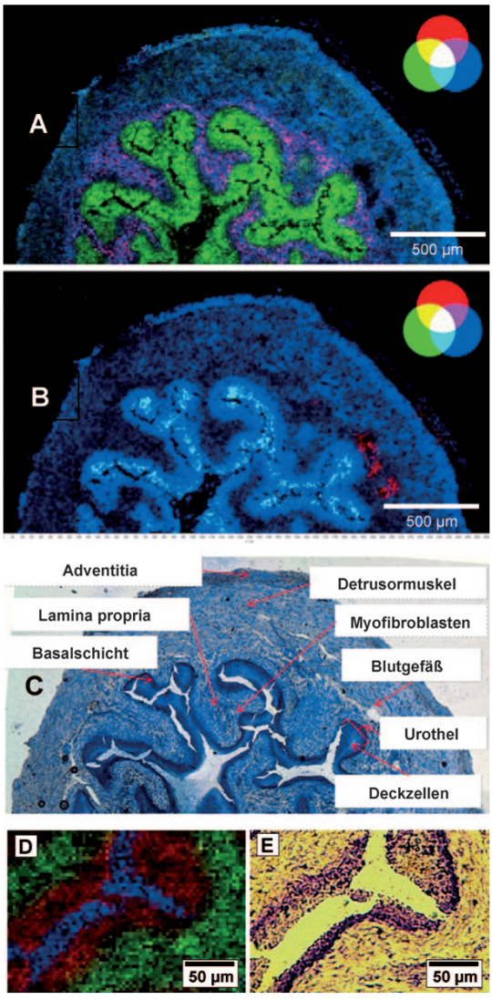 A
500 µm
B
500 µm
Adventitia
Detrusormuskel
Lamina propria
Myofibroblasten
Basalschicht
Blutgefäß
C
Urothel
Deckzellen
D
E
50 µm
50 µm